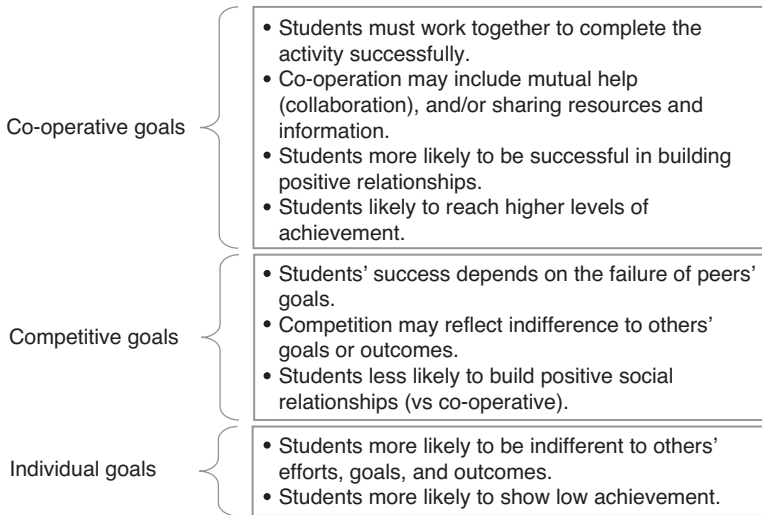 Co-operative goals
• Students must work together to complete the
activity successfully.
• Co-operation may include mutual help
(collaboration), and/or sharing resources and
information.
• Students more likely to be successful in building
positive relationships.
• Students likely to reach higher levels of
achievement.
Competitive goals
• Students’ success depends on the failure of peers’
goals.
• Competition may reflect indifference to others’
goals or outcomes.
• Students less likely to build positive social
relationships (vs co-operative).
Individual goals
• Students more likely to be indifferent to others’
efforts, goals, and outcomes.
• Students more likely to show low achievement.